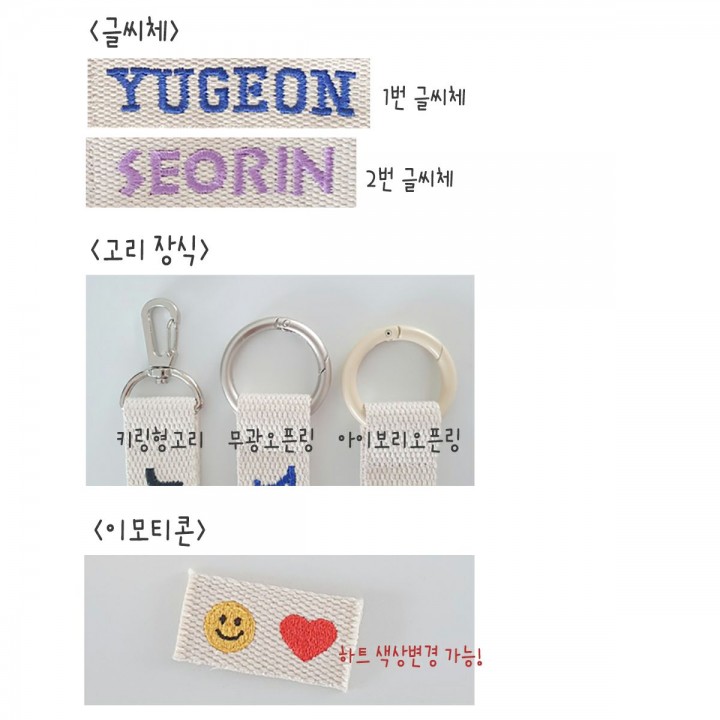 <글씨체>
YUGEON 1번 글씨체
SEORIN 2번 글씨체
<고리 장식>
키링형고리 무광오픈링 아이보리오픈링
<이모티콘>
하트 색상변경 가능!